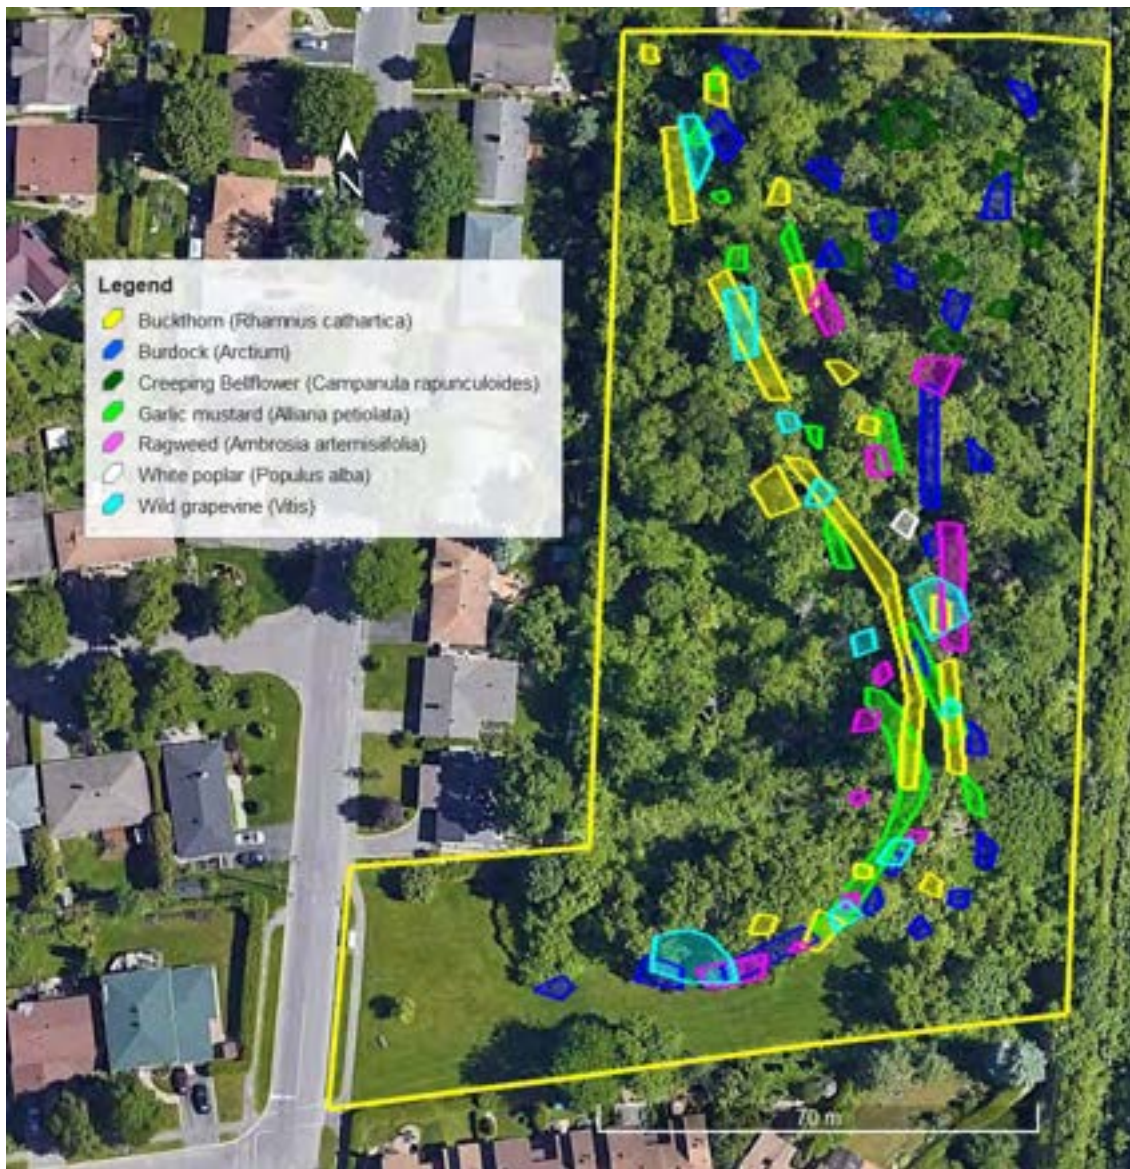 N
Legend
Buckthorn (Rhamnus cathartica)
Burdock (Arctium)
Creeping Bellflower (Campanula rapunculoides)
Garlic mustard (Alliaria petiolata)
Ragweed (Ambrosia artemisiifolia)
White poplar (Populus alba)
Wild grapevine (Vitis)
70 m